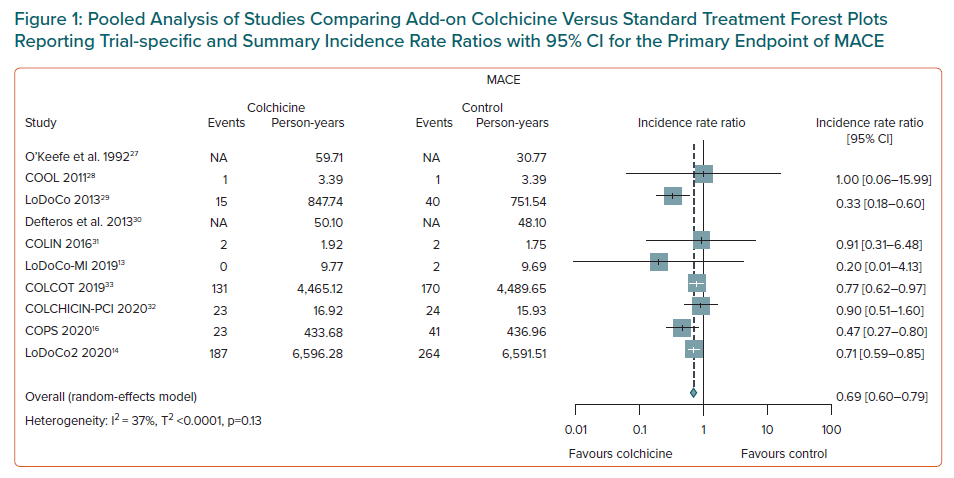 Figure 1: Pooled Analysis of Studies Comparing Add-on Colchicine Versus Standard Treatment Forest Plots
Reporting Trial-specific and Summary Incidence Rate Ratios with 95% CI for the Primary Endpoint of MACE
MACE
Colchicine Control
Study Events Person-years Events Person-years Incidence rate ratio Incidence rate ratio
[95% CI]
O'Keefe et al. 1992²⁷ NA 59.71 NA 30.77
COOL 2011²⁸ 1 3.39 1 3.39 1.00 [0.06–15.99]
LoDoCo 2013²⁹ 15 847.74 40 751.54 0.33 [0.18–0.60]
Defteros et al. 2013³⁰ NA 50.10 NA 48.10
COLIN 2016³¹ 2 1.92 2 1.75 0.91 [0.31–6.48]
LoDoCo-MI 2019¹³ 0 9.77 2 9.69 0.20 [0.01–4.13]
COLCOT 2019³³ 131 4,465.12 170 4,489.65 0.77 [0.62–0.97]
COLCHICIN-PCI 2020³² 23 16.92 24 15.93 0.90 [0.51–1.60]
COPS 2020¹⁶ 23 433.68 41 436.96 0.47 [0.27–0.80]
LoDoCo2 2020¹⁴ 187 6,596.28 264 6,591.51 0.71 [0.59–0.85]
Overall (random-effects model) 0.69 [0.60–0.79]
Heterogeneity: I² = 37%, T² <0.0001, p=0.13
0.01 0.1 1 10 100
Favours colchicine Favours control